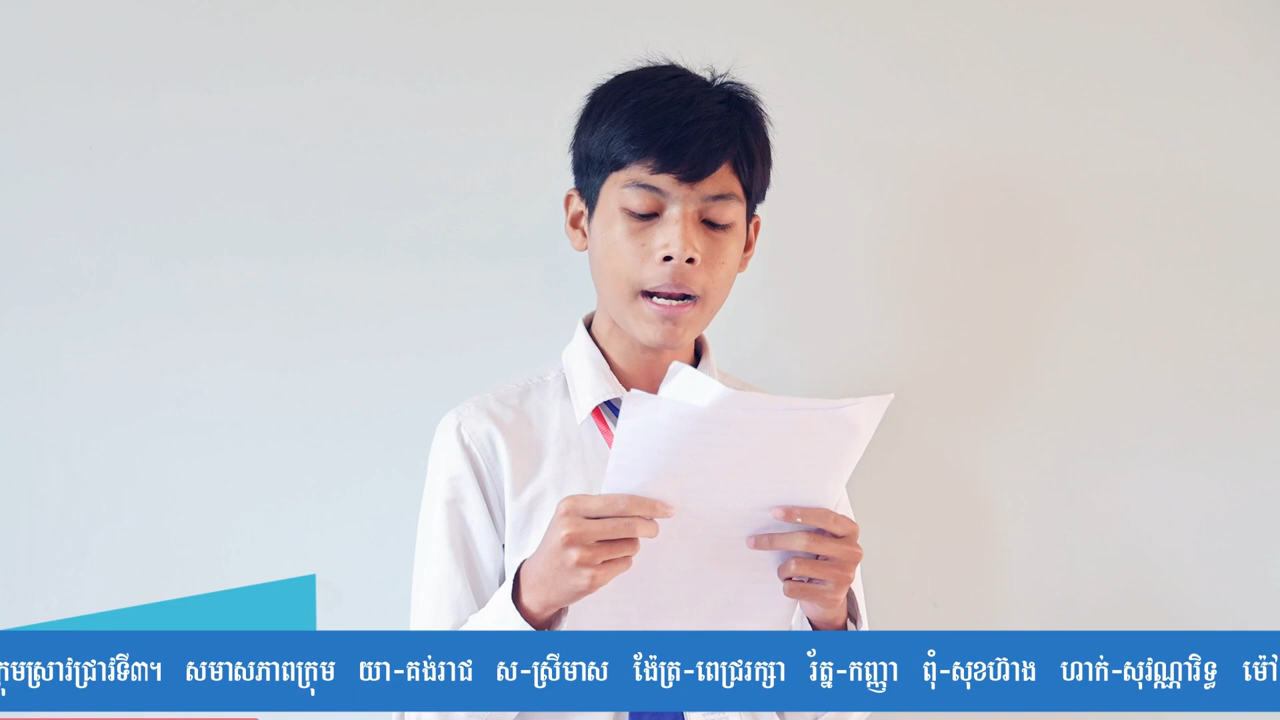 ក្រុមស្រាវជ្រាវទី៣។ សមាសភាពក្រុម យា-គង់រាជ ស-ស្រីមាស ង៉ែត្រ-ពេជ្ររក្សា រ័ត្ន-កញ្ញា ពុំ-សុខហ៊ាង ហាក់-សុវណ្ណារិទ្ធ ម៉ៅ